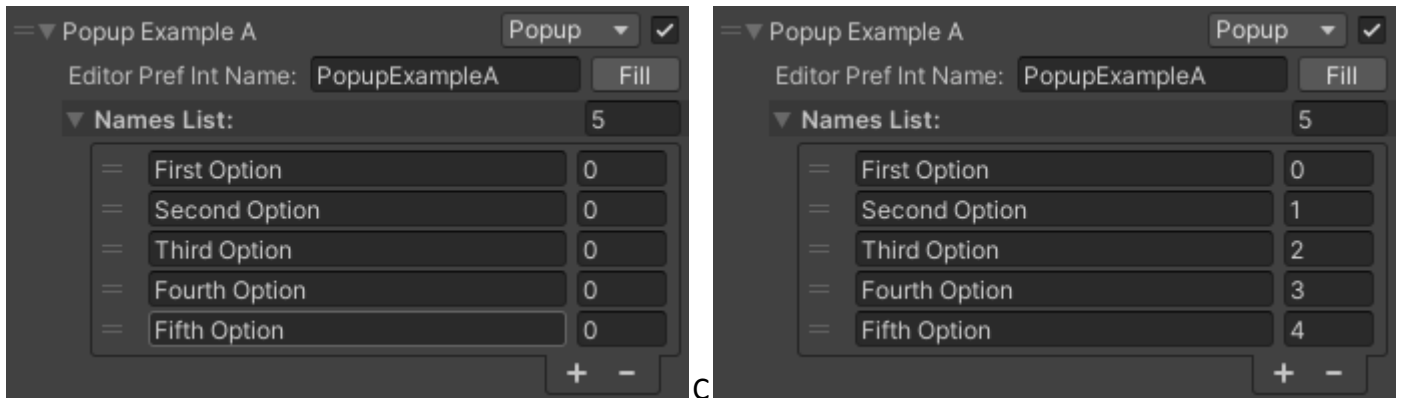 Popup Example A Popup
Editor Pref Int Name: PopupExampleA Fill
Names List: 5
First Option 0
Second Option 0
Third Option 0
Fourth Option 0
Fifth Option 0
+ −
C
Popup Example A Popup
Editor Pref Int Name: PopupExampleA Fill
Names List: 5
First Option 0
Second Option 1
Third Option 2
Fourth Option 3
Fifth Option 4
+ −